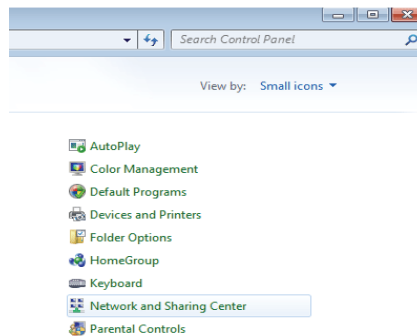 Search Control Panel
View by: Small icons
AutoPlay
Color Management
Default Programs
Devices and Printers
Folder Options
HomeGroup
Keyboard
Network and Sharing Center
Parental Controls